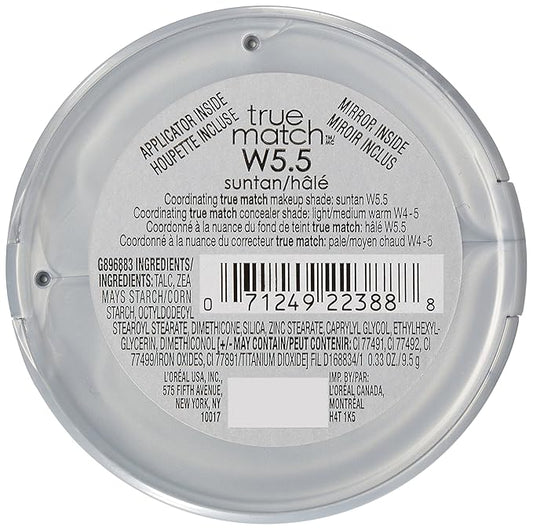 APPLICATOR INSIDE
HOUPETTE INCLUSE
MIRROR INSIDE
MIROIR INCLUS
true
match™/MC
W5.5
suntan/hâlé
Coordinating true match makeup shade: suntan W5.5
Coordinating true match concealer shade: light/medium warm W4 - 5
Coordonné à la nuance du fond de teint true match: hâlé W5.5
Coordonné à la nuance du correcteur true match: pale/moyen chaud W4 - 5
G896883 INGREDIENTS/
INGRÉDIENTS: TALC, ZEA
MAYS STARCH/CORN
STARCH, OCTYLDODECYL
STEAROYL STEARATE, DIMETHICONE, SILICA, ZINC STEARATE, CAPRYLYL GLYCOL, ETHYLHEXYL-
GLYCERIN, DIMETHICONOL [+/- MAY CONTAIN/PEUT CONTENIR: CI 77491, CI 77492, CI
77499/IRON OXIDES, CI 77891/TITANIUM DIOXIDE] FIL D168834/1 0.33 OZ./9.5 g
0 71249 22388 8
L'ORÉAL USA, INC.,
575 FIFTH AVENUE,
NEW YORK, NY
10017
IMP. BY/PAR:
L'ORÉAL CANADA,
MONTRÉAL
H4T 1K5